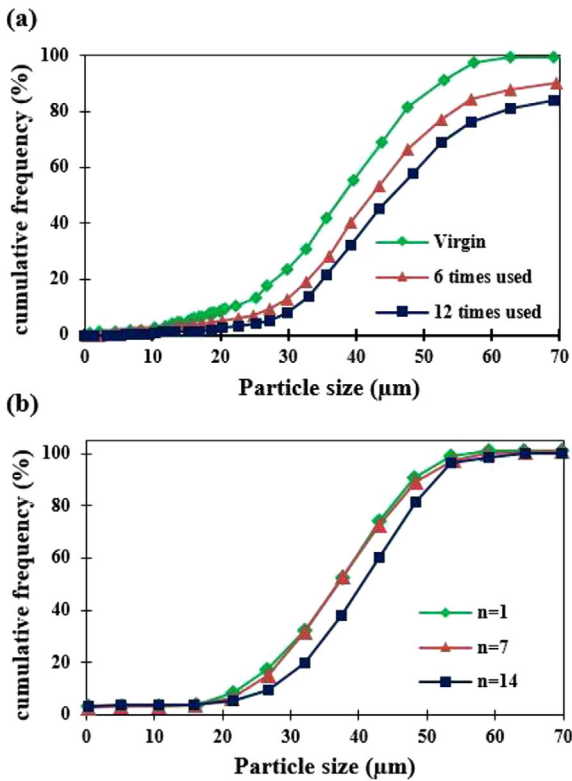 (a)
cumulative frequency (%)
100
80
60
40
20
0
0 10 20 30 40 50 60 70
Virgin
6 times used
12 times used
Particle size (μm)
(b)
cumulative frequency (%)
100
80
60
40
20
0
0 10 20 30 40 50 60 70
n=1
n=7
n=14
Particle size (μm)